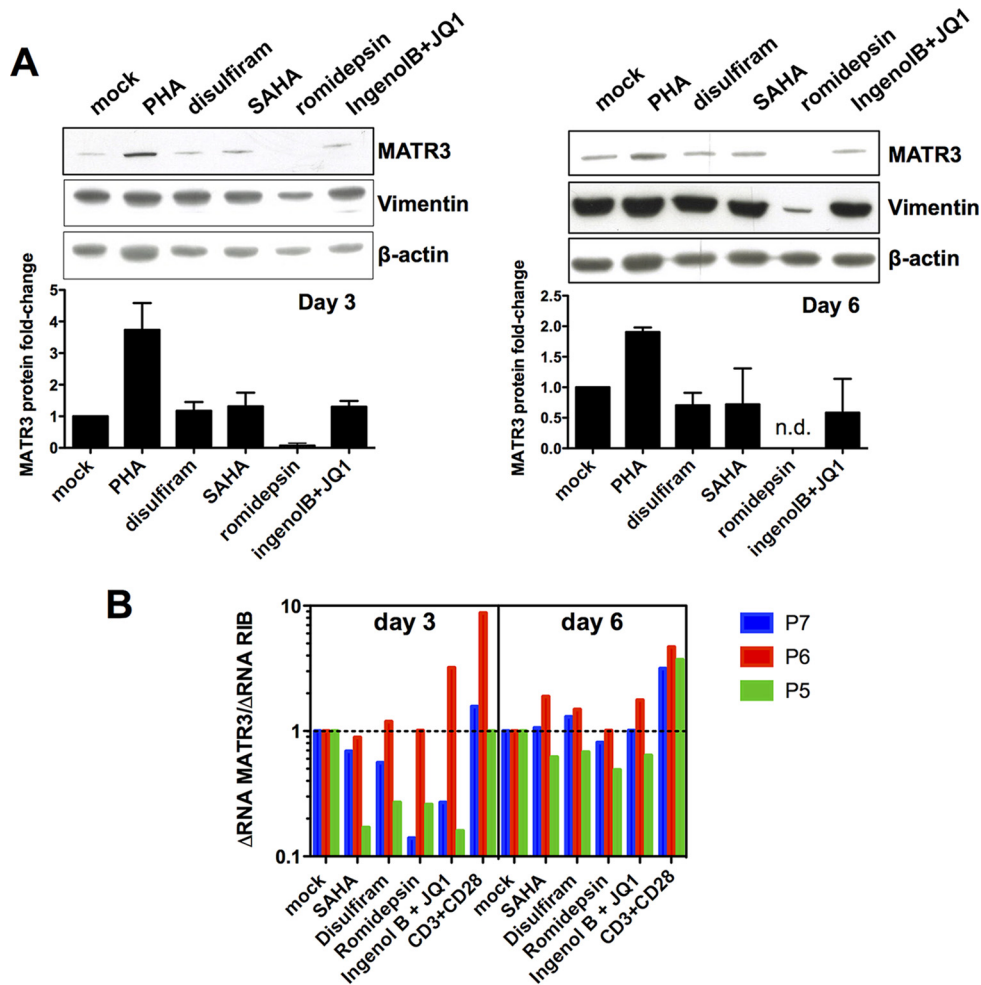 A
mock PHA disulfiram SAHA romidepsin IngenolB+JQ1
MATR3
Vimentin
β-actin
Day 3
MATR3 protein fold-change
5
4
3
2
1
0
mock PHA disulfiram SAHA romidepsin ingenolB+JQ1
mock PHA disulfiram SAHA romidepsin IngenolB+JQ1
MATR3
Vimentin
β-actin
Day 6
MATR3 protein fold-change
2.5
2.0
1.5
1.0
0.5
0.0
n.d.
mock PHA disulfiram SAHA romidepsin ingenolB+JQ1
B
ΔRNA MATR3/ΔRNA RIB
10
1
0.1
day 3
day 6
mock SAHA Disulfiram Romidepsin Ingenol B + JQ1 CD3+CD28
mock SAHA Disulfiram Romidepsin Ingenol B + JQ1 CD3+CD28
P7
P6
P5